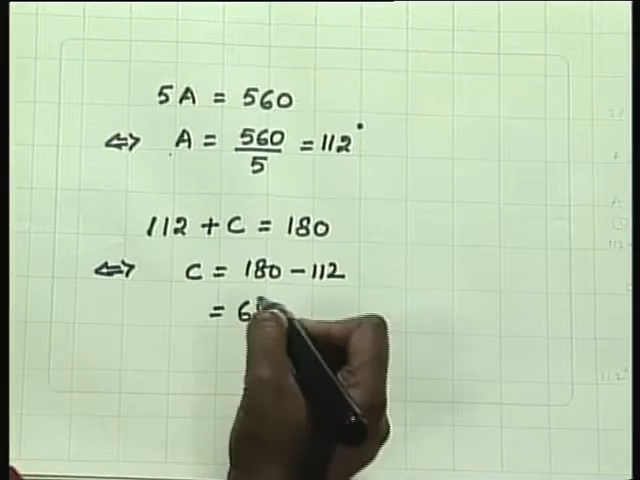 5A = 560
⇔ A = 560/5 = 112°
112 + C = 180
⇔ C = 180 − 112
= 6